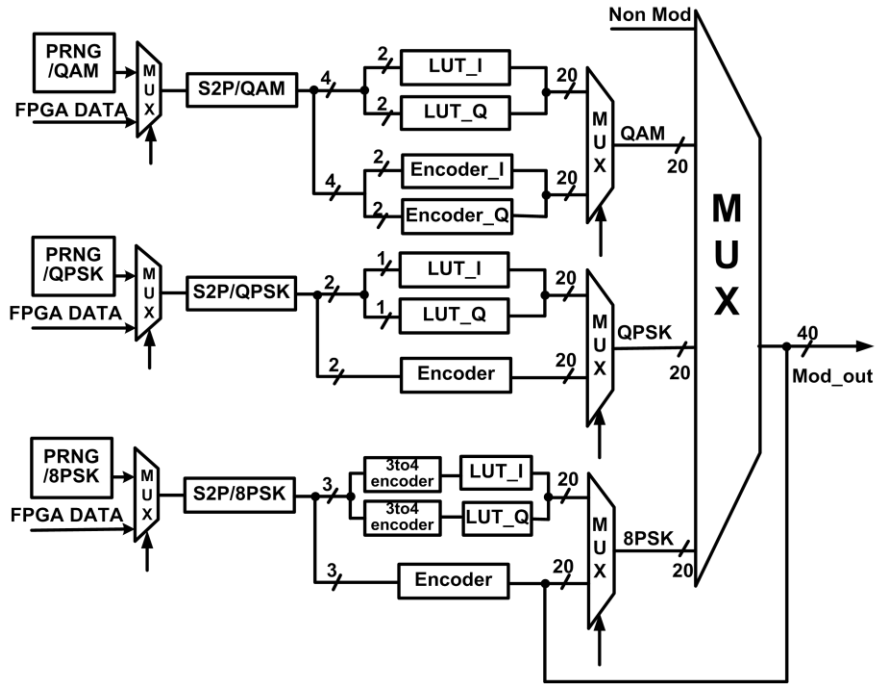 Non Mod
PRNG
/QAM
FPGA DATA
MUX
S2P/QAM
4
2
LUT_I
2
LUT_Q
20
4
2
Encoder_I
2
Encoder_Q
20
MUX
QAM
20
PRNG
/QPSK
FPGA DATA
MUX
S2P/QPSK
2
1
LUT_I
1
LUT_Q
20
2
Encoder
20
MUX
QPSK
20
MUX
40
Mod_out
PRNG
/8PSK
FPGA DATA
MUX
S2P/8PSK
3
3to4
encoder
LUT_I
3to4
encoder
LUT_Q
20
3
Encoder
20
MUX
8PSK
20